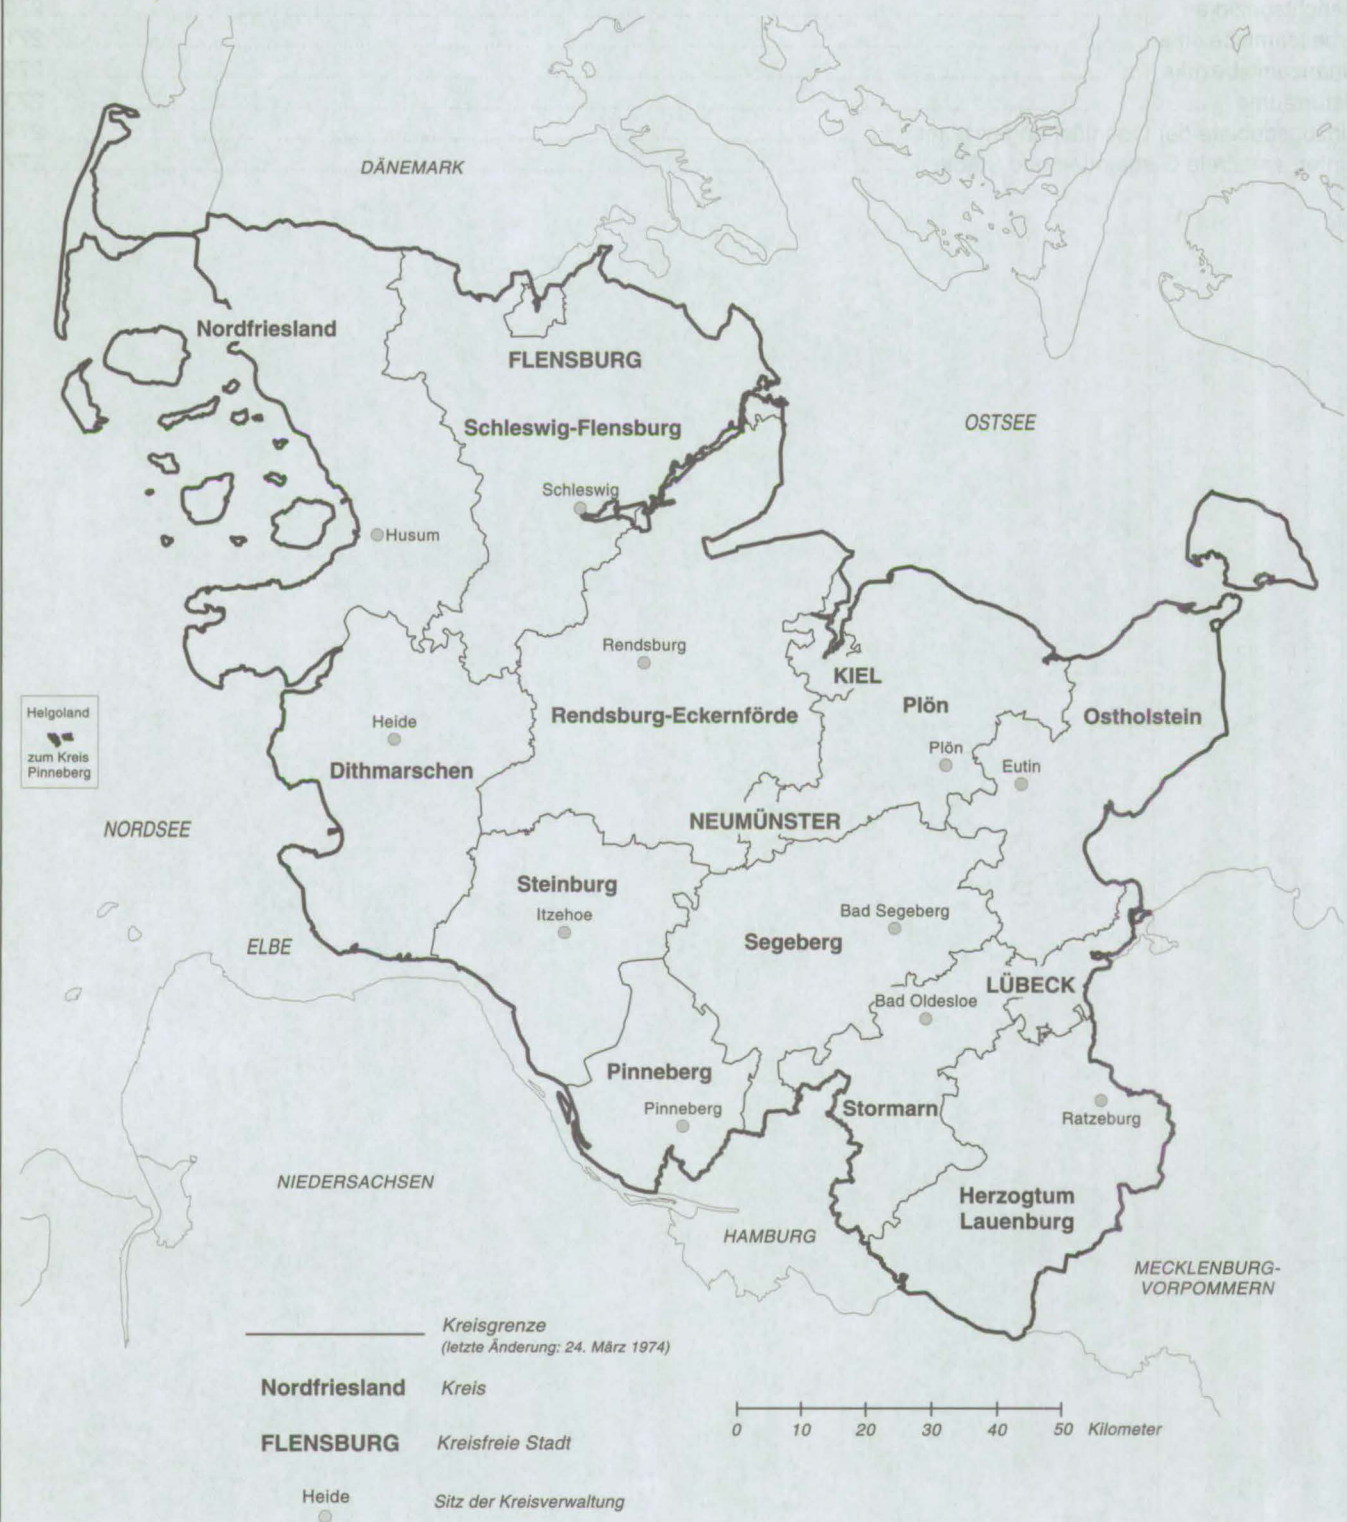 DÄNEMARK
Nordfriesland
FLENSBURG
Schleswig-Flensburg
OSTSEE
Schleswig
Husum
Rendsburg
KIEL
Helgoland
zum Kreis
Pinneberg
Heide
Rendsburg-Eckernförde
Plön
Ostholstein
Plön
Eutin
Dithmarschen
NORDSEE
NEUMÜNSTER
Steinburg
Itzehoe
Bad Segeberg
Segeberg
ELBE
LÜBECK
Bad Oldesloe
Pinneberg
Pinneberg
Stormarn
Ratzeburg
NIEDERSACHSEN
Herzogtum
Lauenburg
HAMBURG
MECKLENBURG-
VORPOMMERN
Kreisgrenze
(letzte Änderung: 24. März 1974)
Nordfriesland Kreis
FLENSBURG Kreisfreie Stadt
Heide Sitz der Kreisverwaltung
0 10 20 30 40 50 Kilometer